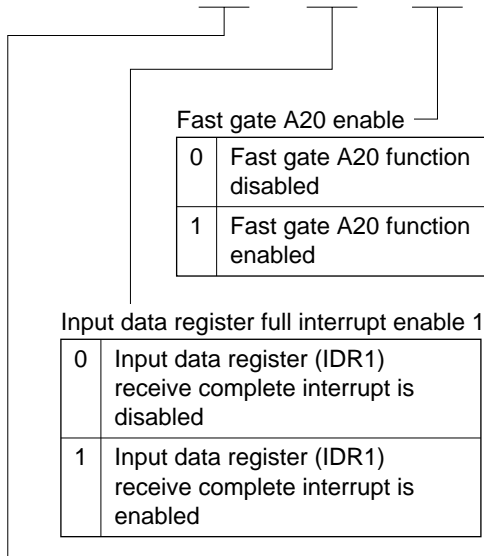 Fast gate A20 enable
0 Fast gate A20 function
disabled
1 Fast gate A20 function
enabled
Input data register full interrupt enable 1
0 Input data register (IDR1)
receive complete interrupt is
disabled
1 Input data register (IDR1)
receive complete interrupt is
enabled